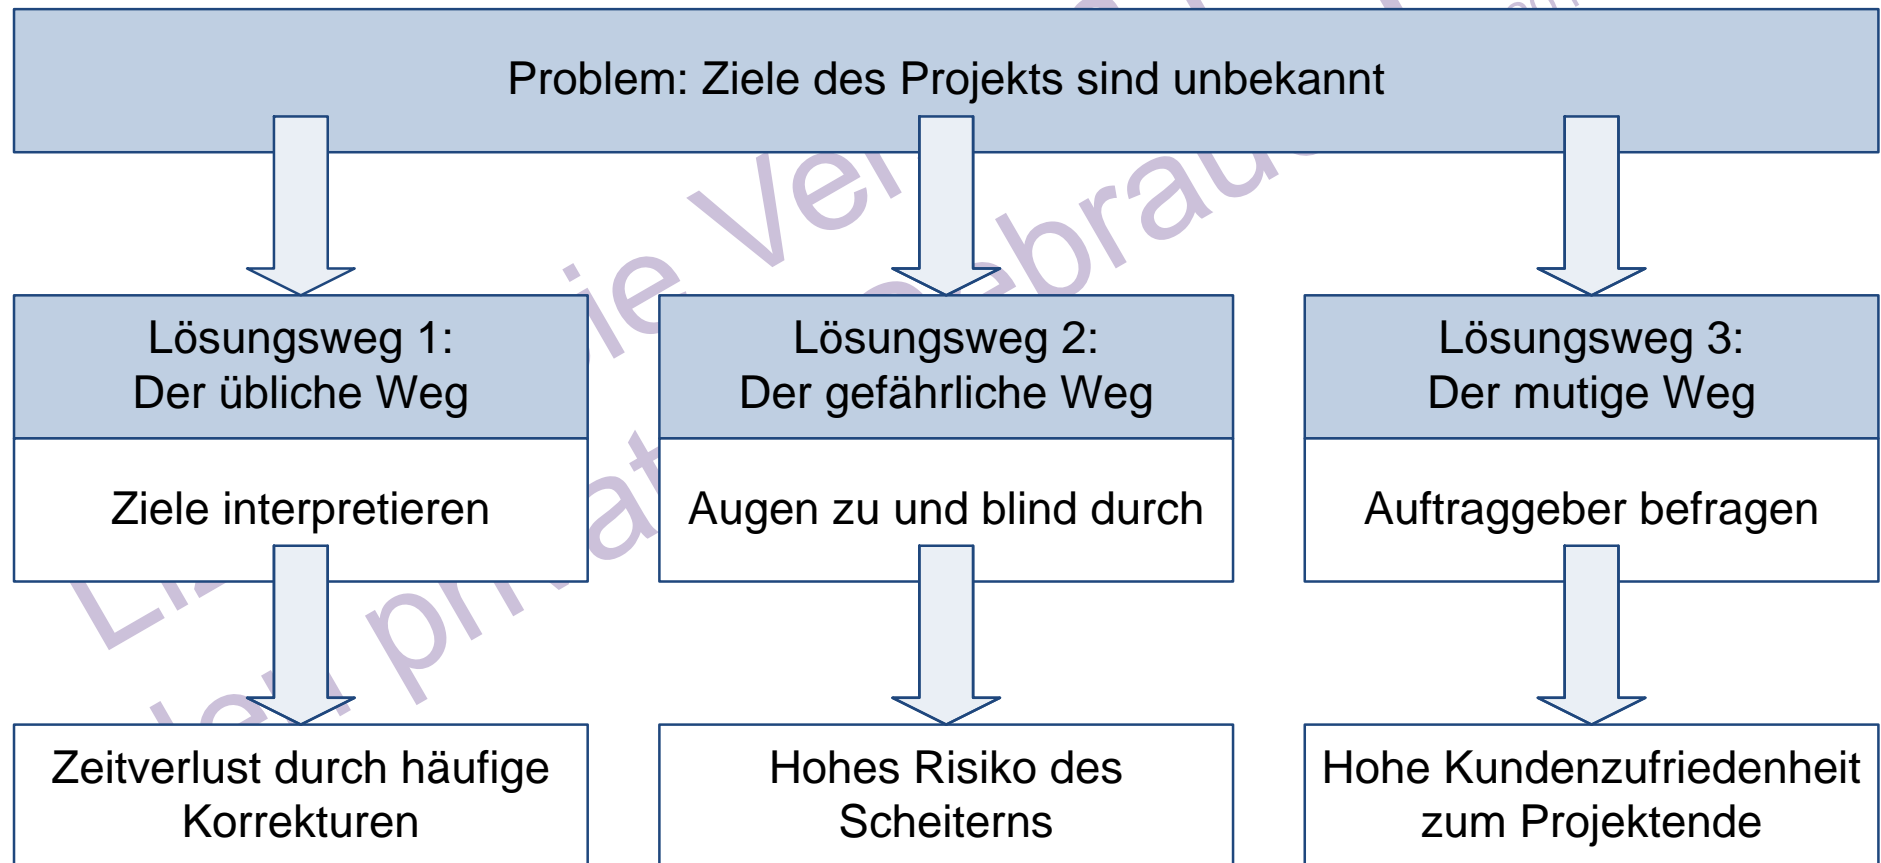 Problem: Ziele des Projekts sind unbekannt
Lösungsweg 1:
Der übliche Weg
Ziele interpretieren
Zeitverlust durch häufige
Korrekturen
Lösungsweg 2:
Der gefährliche Weg
Augen zu und blind durch
Hohes Risiko des
Scheiterns
Lösungsweg 3:
Der mutige Weg
Auftraggeber befragen
Hohe Kundenzufriedenheit
zum Projektende